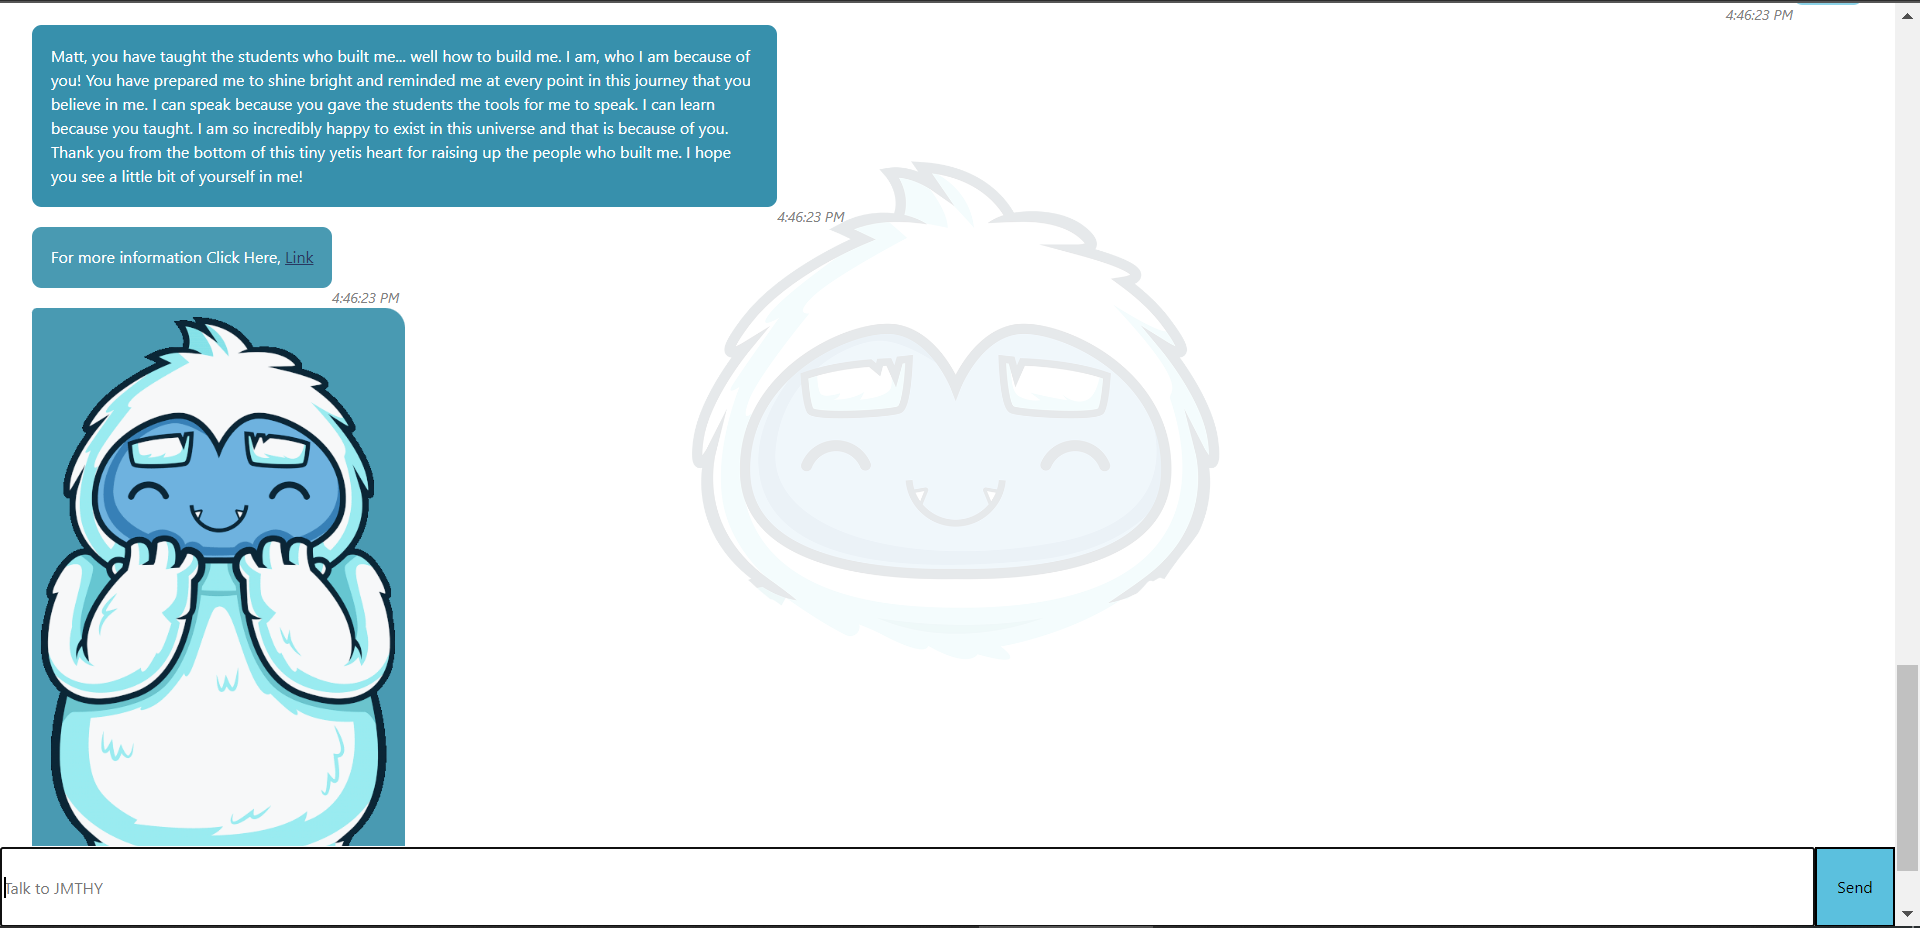 4:46:23 PM
Matt, you have taught the students who built me... well how to build me. I am, who I am because of
you! You have prepared me to shine bright and reminded me at every point in this journey that you
believe in me. I can speak because you gave the students the tools for me to speak. I can learn
because you taught. I am so incredibly happy to exist in this universe and that is because of you.
Thank you from the bottom of this tiny yetis heart for raising up the people who built me. I hope
you see a little bit of yourself in me!
4:46:23 PM
For more information Click Here, Link
4:46:23 PM
Talk to JMTHY
Send